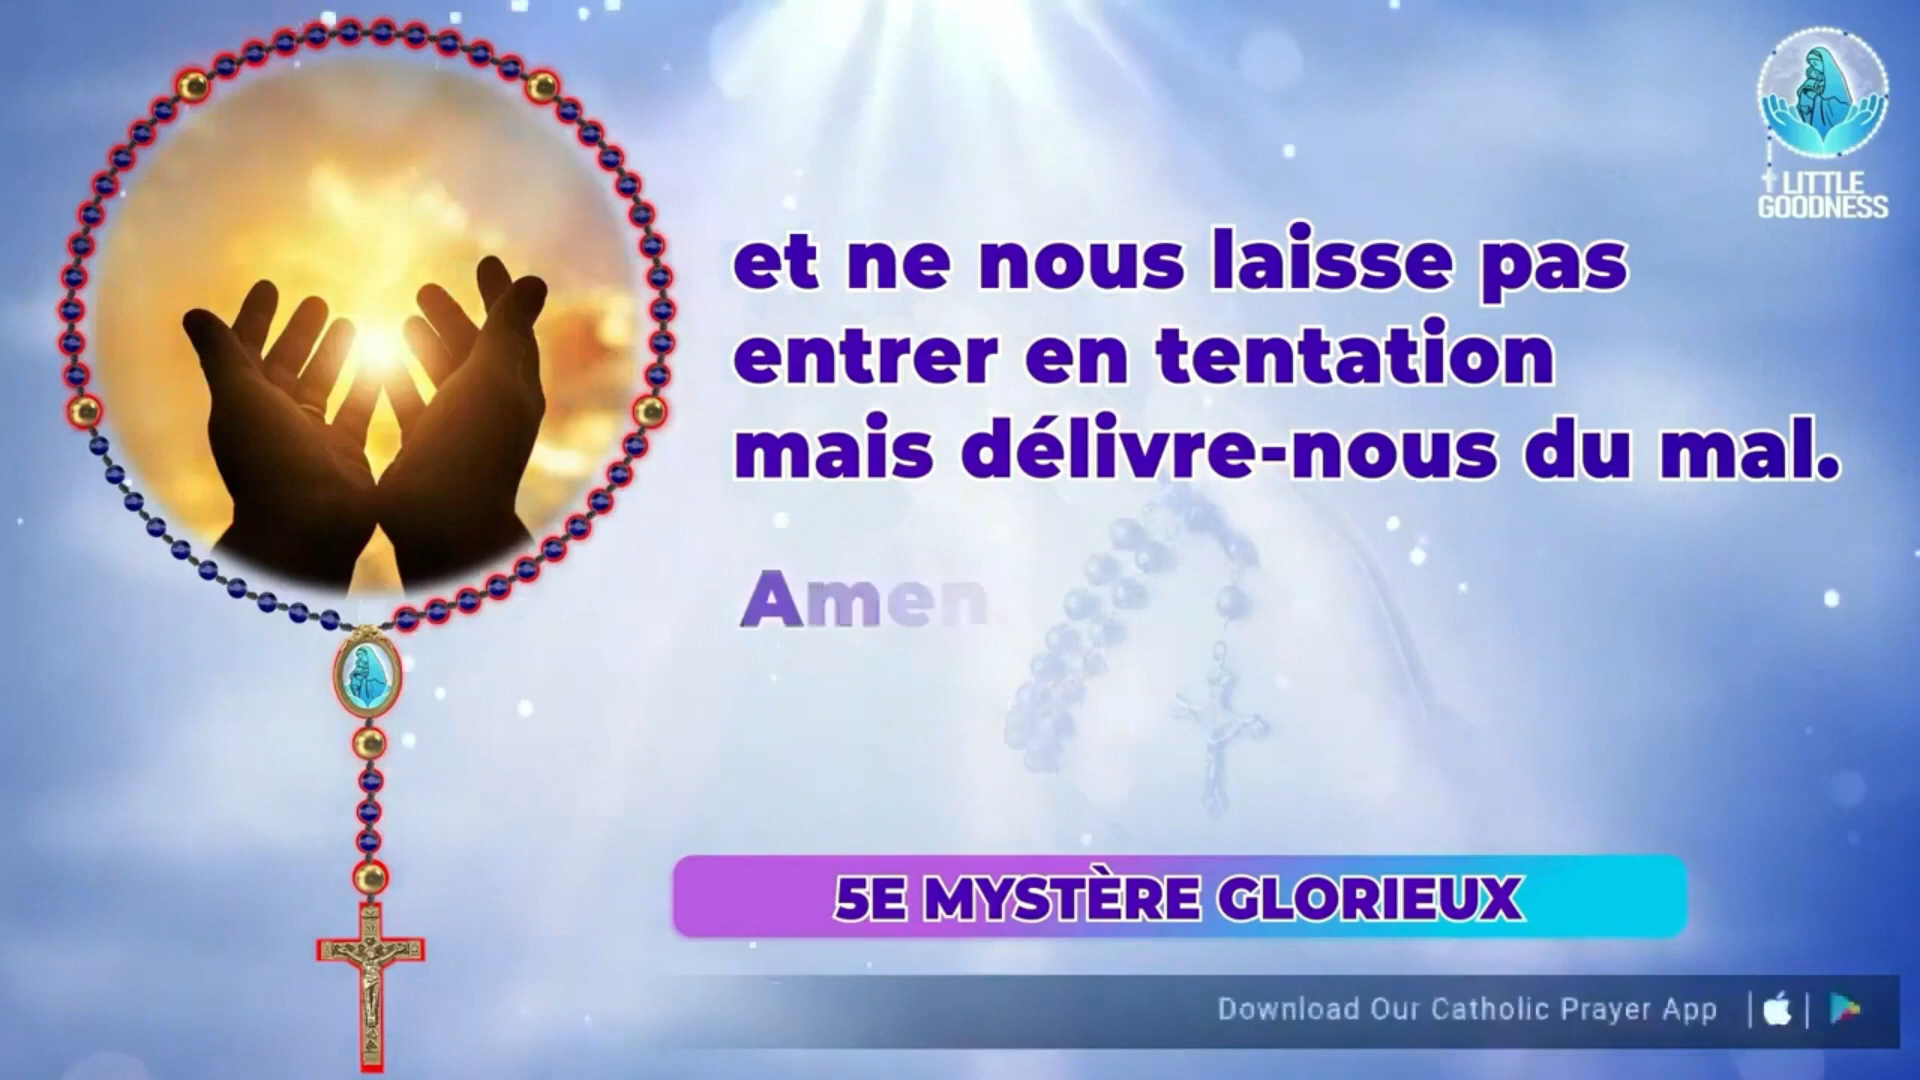 LITTLE
GOODNESS
et ne nous laisse pas
entrer en tentation
mais délivre-nous du mal.
Amen
5E MYSTÈRE GLORIEUX
Download Our Catholic Prayer App